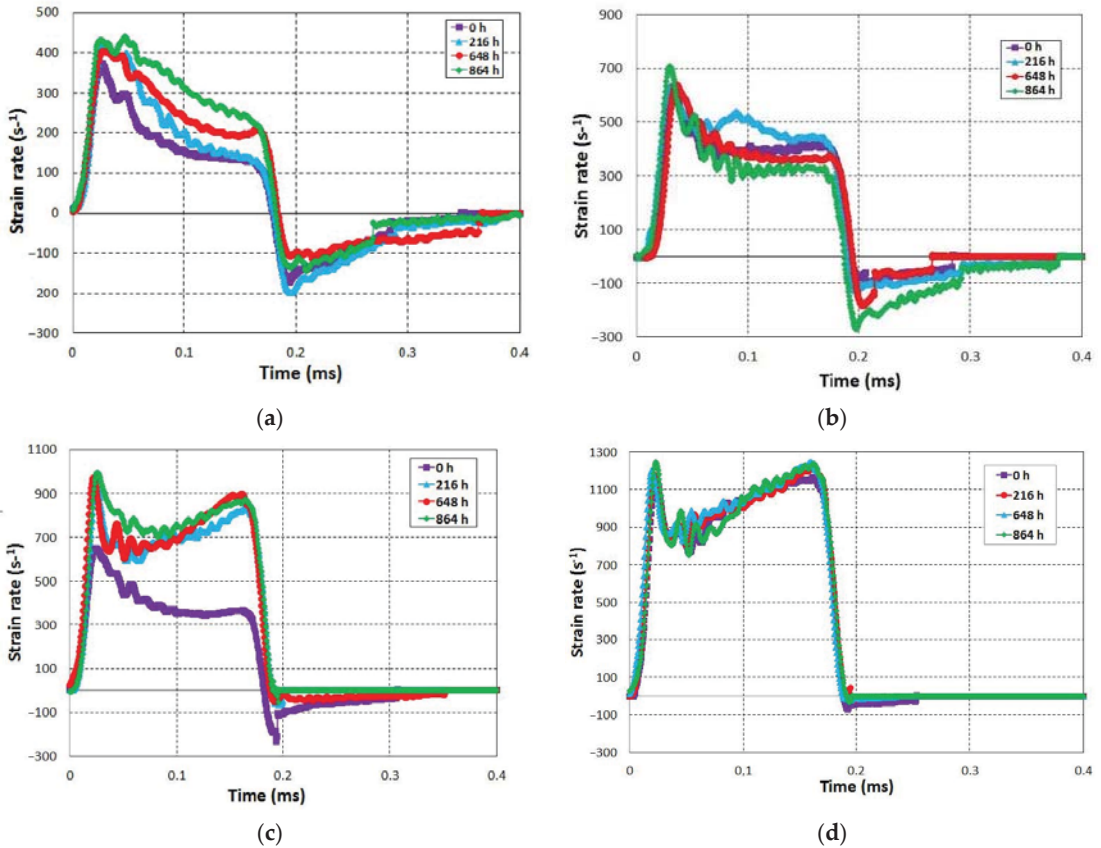 500
400
300
200
100
0
−100
200
−300
Strain rate (s⁻¹)
0 h
216 h
648 h
864 h
0
0.1
0.2
0.3
0.4
Time (ms)
(a)
900
700
500
300
100
−100
−300
Strain rate (s⁻¹)
0 h
216 h
648 h
864 h
0
0.1
0.2
0.3
0.4
Time (ms)
(b)
1100
900
700
500
300
100
−100
−300
Strain rate (s⁻¹)
0 h
216 h
648 h
864 h
0
0.1
0.2
0.3
0.4
Time (ms)
(c)
1300
1100
900
700
500
300
100
−100
−300
Strain rate (s⁻¹)
0 h
216 h
648 h
864 h
0
0.1
0.2
0.3
0.4
Time (ms)
(d)